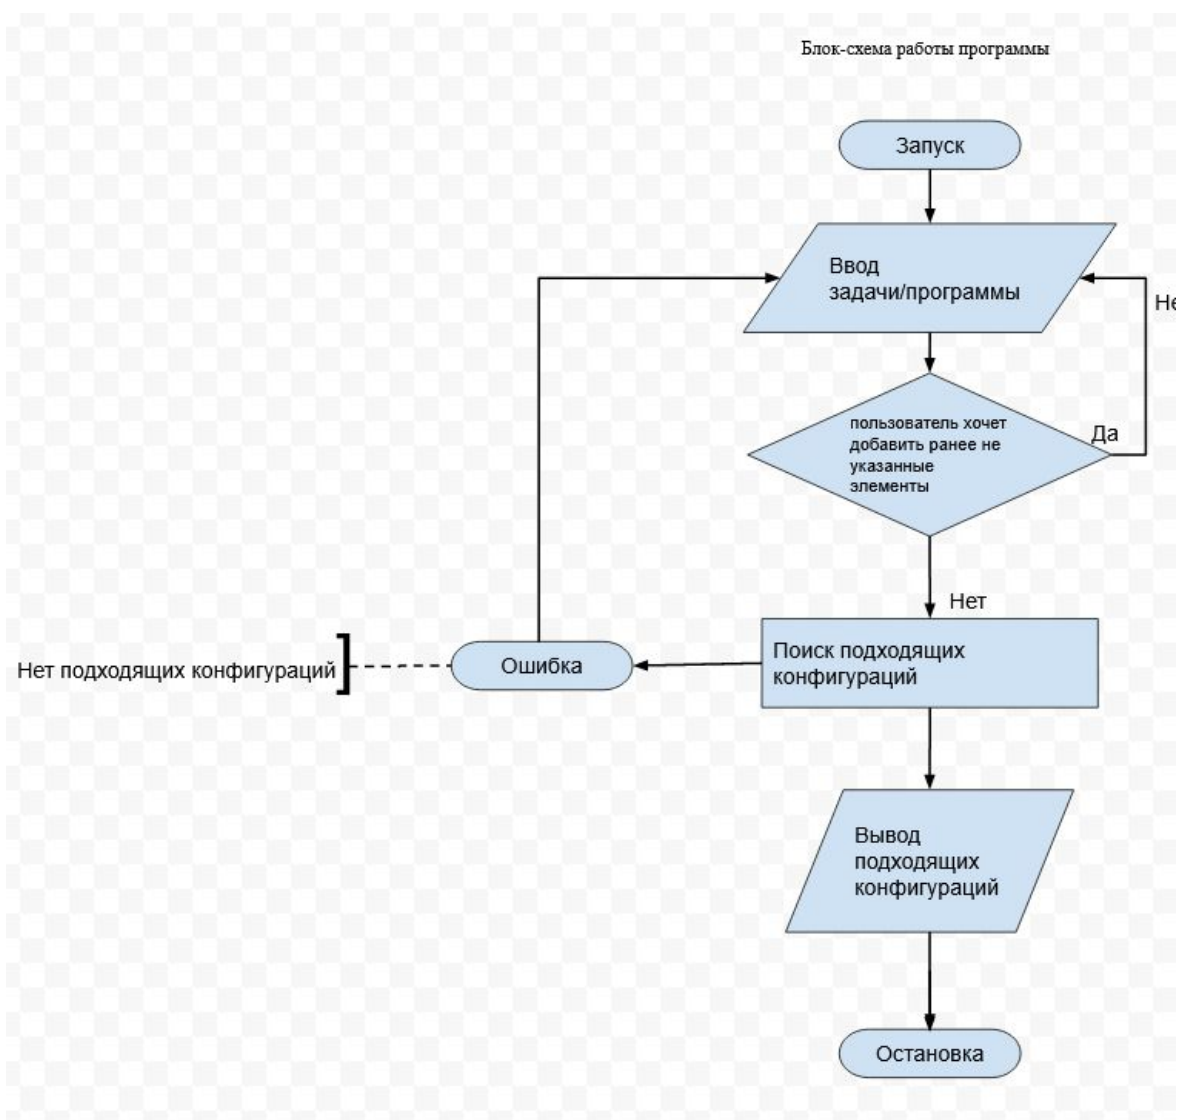 Блок-схема работы программы
Запуск
Ввод
задачи/программы
Не
пользователь хочет
добавить ранее не
указанные
элементы
Да
Нет
Поиск подходящих
конфигураций
Ошибка
Нет подходящих конфигураций
Вывод
подходящих
конфигураций
Остановка